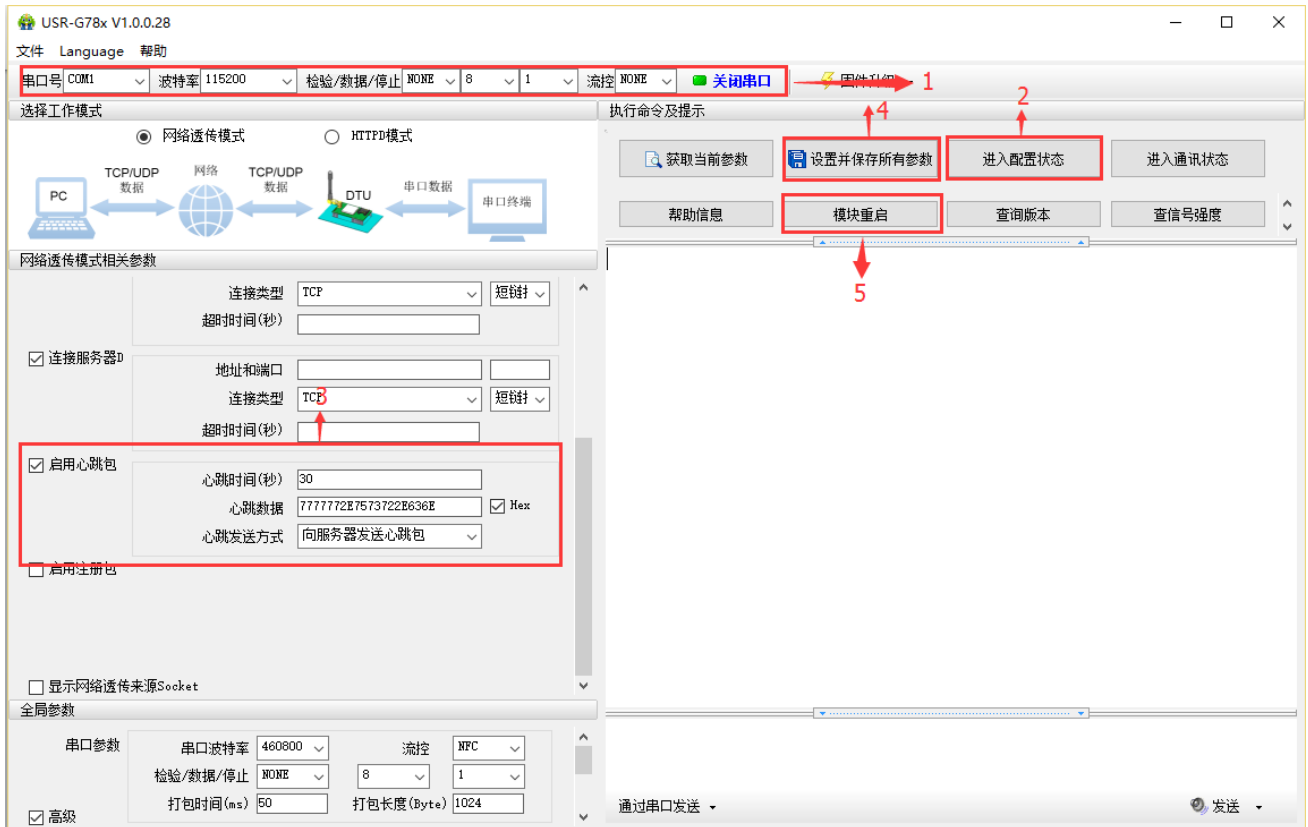 USR-G78x V1.0.0.28
文件 Language 帮助
串口号 COM1 波特率 115200 检验/数据/停止 NONE 8 1 流控 NONE 关闭串口 1 固件升级
选择工作模式
网络透传模式 HTTPD模式
PC
TCP/UDP
数据
网络
TCP/UDP
数据
DTU
串口数据
串口终端
网络透传模式相关参数
连接类型 TCP 短链接
超时时间(秒)
连接服务器D
地址和端口
连接类型 TCP 短链接
3
超时时间(秒)
启用心跳包
心跳时间(秒) 30
心跳数据 7777772E7573722E636E Hex
心跳发送方式 向服务器发送心跳包
启用注册包
显示网络透传来源Socket
全局参数
串口参数 串口波特率 460800 流控 NFC
检验/数据/停止 NONE 8 1
打包时间(ms) 50 打包长度(Byte) 1024
高级
执行命令及提示 4 2
获取当前参数 设置并保存所有参数 进入配置状态 进入通讯状态
帮助信息 模块重启 查询版本 查信号强度
5
通过串口发送 发送